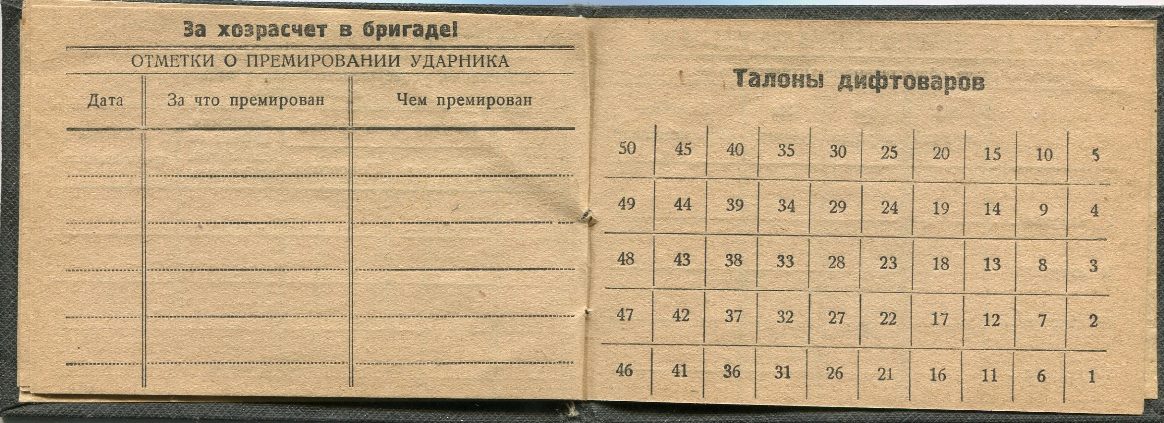 За хозрасчет в бригаде!
ОТМЕТКИ О ПРЕМИРОВАНИИ УДАРНИКА
Дата За что премирован Чем премирован
Талоны дифтоваров
50 45 40 35 30 25 20 15 10 5
49 44 39 34 29 24 19 14 9 4
48 43 38 33 28 23 18 13 8 3
47 42 37 32 27 22 17 12 7 2
46 41 36 31 26 21 16 11 6 1